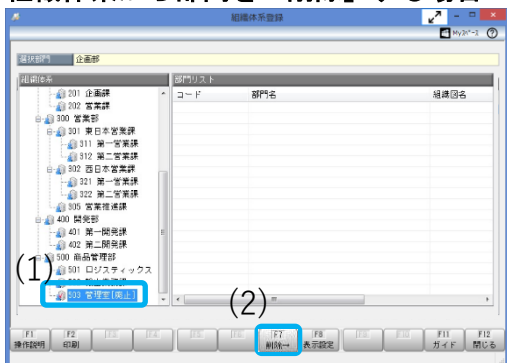 組織体系登録
Myｽﾍﾟｰｽ
選択部門 企画部
組織体系
部門リスト
コード 部門名 組織図名
201 企画課
202 営業課
300 営業部
301 東日本営業課
311 第一営業課
312 第二営業課
302 西日本営業課
321 第一営業課
322 第二営業課
305 営業推進課
400 開発部
401 第一開発課
402 第二開発課
500 商品管理部
501 ロジスティックス
503 管理室[廃止]
(1)
(2)
F1 操作説明
F2 印刷
F7 削除→
F8 表示設定
F11 ガイド
F12 閉じる